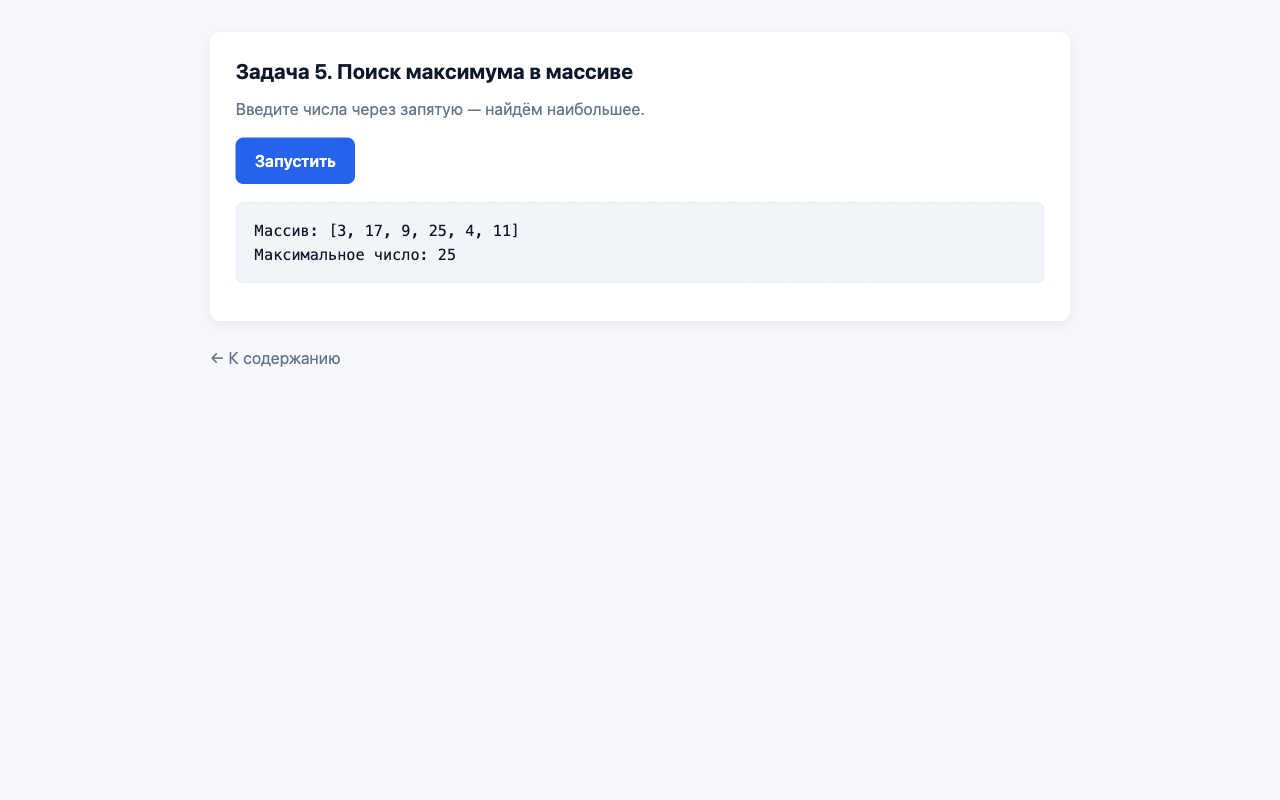 Задача 5. Поиск максимума в массиве
Введите числа через запятую — найдём наибольшее.
Запустить
Массив: [3, 17, 9, 25, 4, 11]
Максимальное число: 25
← К содержанию